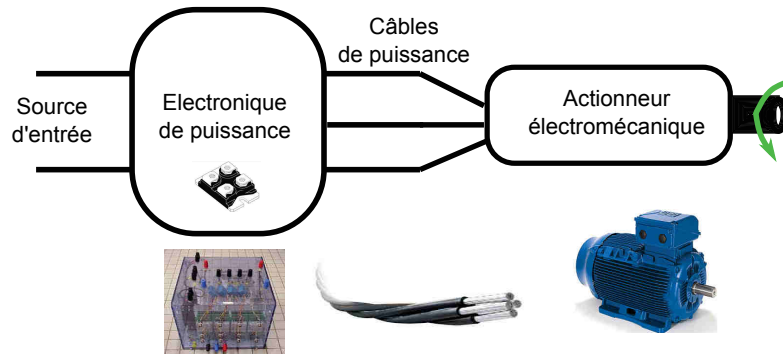 Source
d'entrée
Electronique
de puissance
Câbles
de puissance
Actionneur
électromécanique